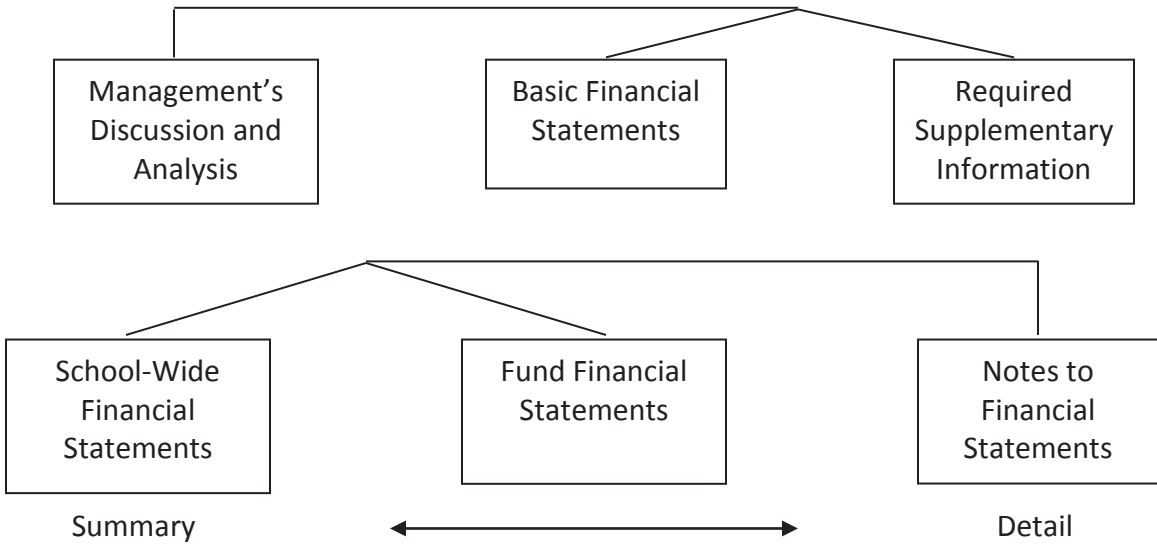 Management’s
Discussion and
Analysis
Basic Financial
Statements
Required
Supplementary
Information
School-Wide
Financial
Statements
Fund Financial
Statements
Notes to
Financial
Statements
Summary
Detail